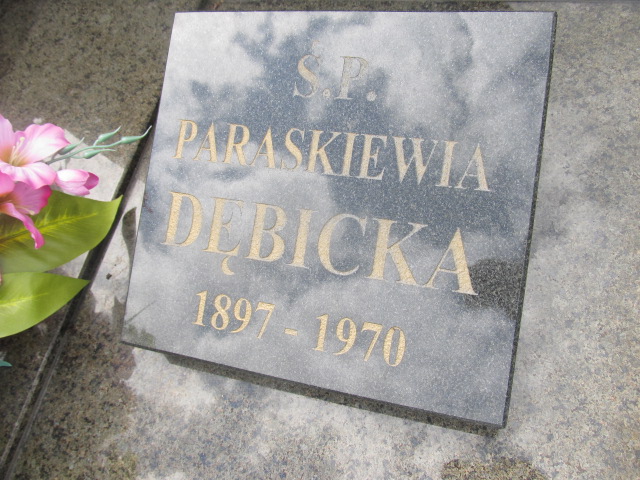 Ś.P.
PARASKIEWIA
DĘBICKA
1897 - 1970